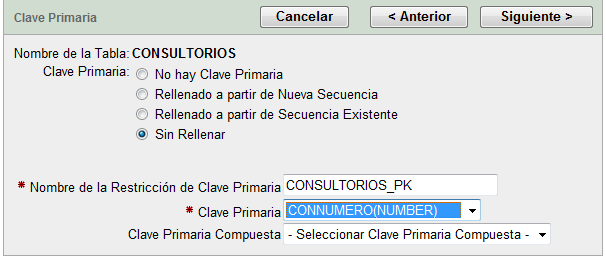 Clave Primaria
Cancelar
< Anterior
Siguiente >
Nombre de la Tabla: CONSULTORIOS
Clave Primaria:
No hay Clave Primaria
Rellenado a partir de Nueva Secuencia
Rellenado a partir de Secuencia Existente
Sin Rellenar
* Nombre de la Restricción de Clave Primaria CONSULTORIOS_PK
* Clave Primaria CONNUMERO(NUMBER)
Clave Primaria Compuesta - Seleccionar Clave Primaria Compuesta -